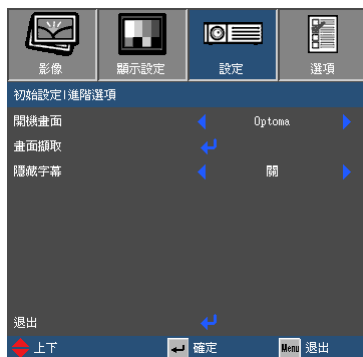 影像 顯示設定 設定 選項
初始設定|進階選項
開機畫面 Optoma
畫面擷取
隱藏字幕 關
退出
上下 確定 Menu 退出